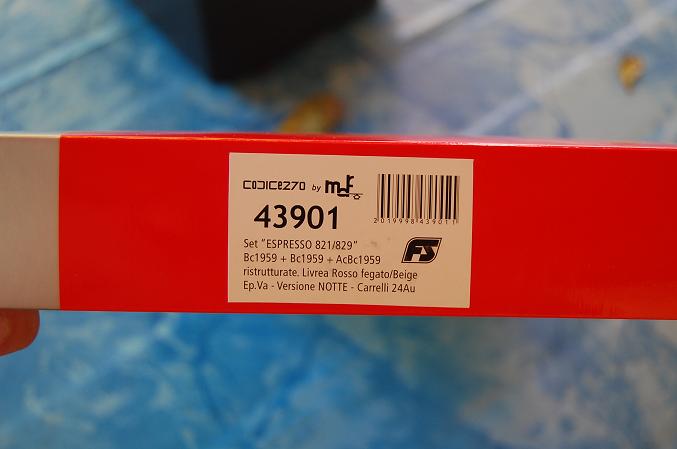 CODICE270 by mdf
43901
2019998439011
Set "ESPRESSO 821/829"
FS
Bc1959 + Bc1959 + AcBc1959
ristrutturate. Livrea Rosso fegato/Beige
Ep.Va - Versione NOTTE - Carrelli 24Au